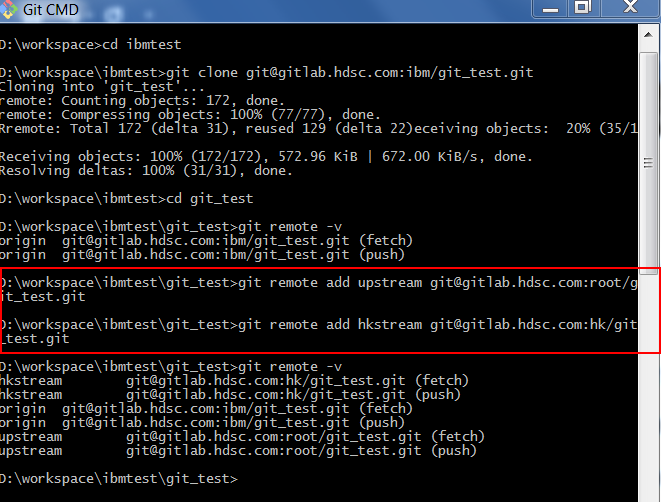 Git CMD
D:\workspace>cd ibmtest
D:\workspace\ibmtest>git clone git@gitlab.hdsc.com:ibm/git_test.git
Cloning into 'git_test'...
remote: Counting objects: 172, done.
remote: Compressing objects: 100% (77/77), done.
Rremote: Total 172 (delta 31), reused 129 (delta 22)eceiving objects:  20% (35/1
Receiving objects: 100% (172/172), 572.96 KiB | 672.00 KiB/s, done.
Resolving deltas: 100% (31/31), done.
D:\workspace\ibmtest>cd git_test
D:\workspace\ibmtest\git_test>git remote -v
origin  git@gitlab.hdsc.com:ibm/git_test.git (fetch)
origin  git@gitlab.hdsc.com:ibm/git_test.git (push)
D:\workspace\ibmtest\git_test>git remote add upstream git@gitlab.hdsc.com:root/g
it_test.git
D:\workspace\ibmtest\git_test>git remote add hkstream git@gitlab.hdsc.com:hk/git
_test.git
D:\workspace\ibmtest\git_test>git remote -v
hkstream        git@gitlab.hdsc.com:hk/git_test.git (fetch)
hkstream        git@gitlab.hdsc.com:hk/git_test.git (push)
origin  git@gitlab.hdsc.com:ibm/git_test.git (fetch)
origin  git@gitlab.hdsc.com:ibm/git_test.git (push)
upstream        git@gitlab.hdsc.com:root/git_test.git (fetch)
upstream        git@gitlab.hdsc.com:root/git_test.git (push)
D:\workspace\ibmtest\git_test>